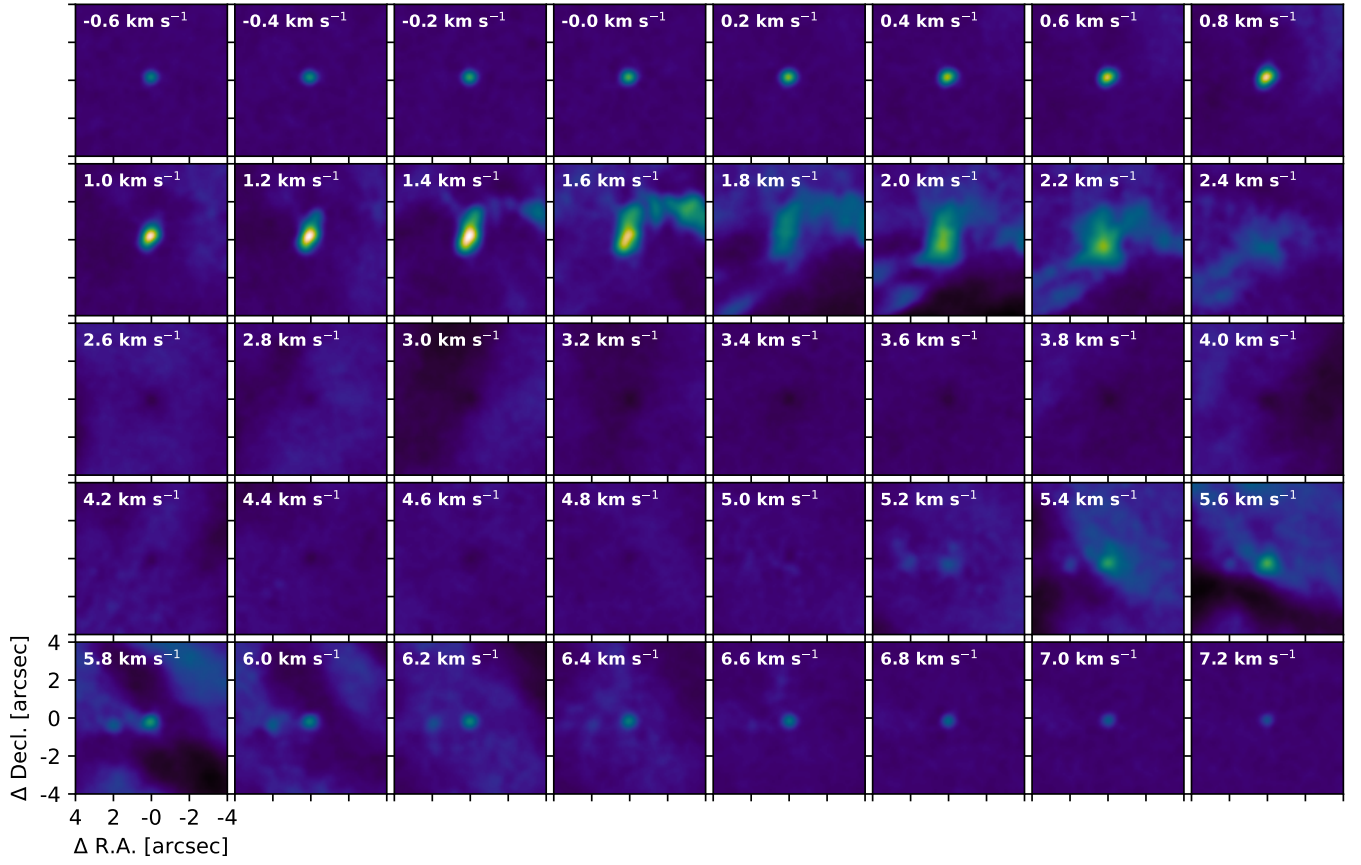 -0.6 km s⁻¹ -0.4 km s⁻¹ -0.2 km s⁻¹ -0.0 km s⁻¹ 0.2 km s⁻¹ 0.4 km s⁻¹ 0.6 km s⁻¹ 0.8 km s⁻¹
1.0 km s⁻¹ 1.2 km s⁻¹ 1.4 km s⁻¹ 1.6 km s⁻¹ 1.8 km s⁻¹ 2.0 km s⁻¹ 2.2 km s⁻¹ 2.4 km s⁻¹
2.6 km s⁻¹ 2.8 km s⁻¹ 3.0 km s⁻¹ 3.2 km s⁻¹ 3.4 km s⁻¹ 3.6 km s⁻¹ 3.8 km s⁻¹ 4.0 km s⁻¹
4.2 km s⁻¹ 4.4 km s⁻¹ 4.6 km s⁻¹ 4.8 km s⁻¹ 5.0 km s⁻¹ 5.2 km s⁻¹ 5.4 km s⁻¹ 5.6 km s⁻¹
5.8 km s⁻¹ 6.0 km s⁻¹ 6.2 km s⁻¹ 6.4 km s⁻¹ 6.6 km s⁻¹ 6.8 km s⁻¹ 7.0 km s⁻¹ 7.2 km s⁻¹
Δ Decl. [arcsec]
4
2
0
-2
-4
4 2 -0 -2 -4
Δ R.A. [arcsec]